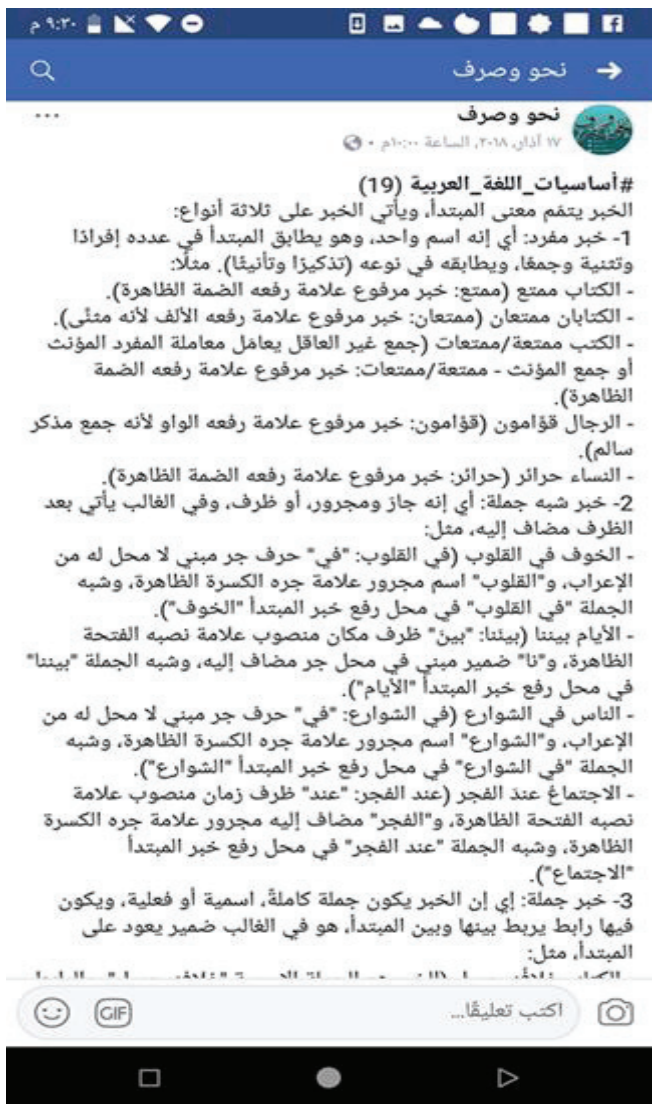 ٩:٣٠ م
نحو وصرف
نحو وصرف
١٧ آذار، ٢٠١٨، الساعة ١٠:٠٠م
#أساسيات_اللغة_العربية (19)
الخبر يتمّم معنى المبتدأ، ويأتي الخبر على ثلاثة أنواع:
1- خبر مفرد: أي إنه اسم واحد، وهو يطابق المبتدأ في عدده إفرادًا
وتثنية وجمعًا، ويطابقه في نوعه (تذكيرًا وتأنيثًا). مثلًا:
- الكتاب ممتع (ممتع: خبر مرفوع علامة رفعه الضمة الظاهرة).
- الكتابان ممتعان (ممتعان: خبر مرفوع علامة رفعه الألف لأنه مثنّى).
- الكتب ممتعة/ممتعات (جمع غير العاقل يعامَل معاملة المفرد المؤنث
أو جمع المؤنث - ممتعة/ممتعات: خبر مرفوع علامة رفعه الضمة
الظاهرة).
- الرجال قوّامون (قوّامون: خبر مرفوع علامة رفعه الواو لأنه جمع مذكر
سالم).
- النساء حرائر (حرائر: خبر مرفوع علامة رفعه الضمة الظاهرة).
2- خبر شبه جملة: أي إنه جارّ ومجرور، أو ظرف، وفي الغالب يأتي بعد
الظرف مضاف إليه، مثل:
- الخوف في القلوب (في القلوب: "في" حرف جر مبني لا محل له من
الإعراب، و"القلوب" اسم مجرور علامة جره الكسرة الظاهرة، وشبه
الجملة "في القلوب" في محل رفع خبر المبتدأ "الخوف").
- الأيام بيننا (بيننا: "بينَ" ظرف مكان منصوب علامة نصبه الفتحة
الظاهرة، و"نا" ضمير مبني في محل جر مضاف إليه، وشبه الجملة "بيننا"
في محل رفع خبر المبتدأ "الأيام").
- الناس في الشوارع (في الشوارع: "في" حرف جر مبني لا محل له من
الإعراب، و"الشوارع" اسم مجرور علامة جره الكسرة الظاهرة، وشبه
الجملة "في الشوارع" في محل رفع خبر المبتدأ "الشوارع").
- الاجتماعُ عندَ الفجر (عند الفجر: "عند" ظرف زمان منصوب علامة
نصبه الفتحة الظاهرة، و"الفجر" مضاف إليه مجرور علامة جره الكسرة
الظاهرة، وشبه الجملة "عند الفجر" في محل رفع خبر المبتدأ
"الاجتماع").
3- خبر جملة: إي إن الخبر يكون جملة كاملةً، اسمية أو فعلية، ويكون
فيها رابط يربط بينها وبين المبتدأ، هو في الغالب ضمير يعود على
المبتدأ، مثل:
اكتب تعليقًا...
GIF